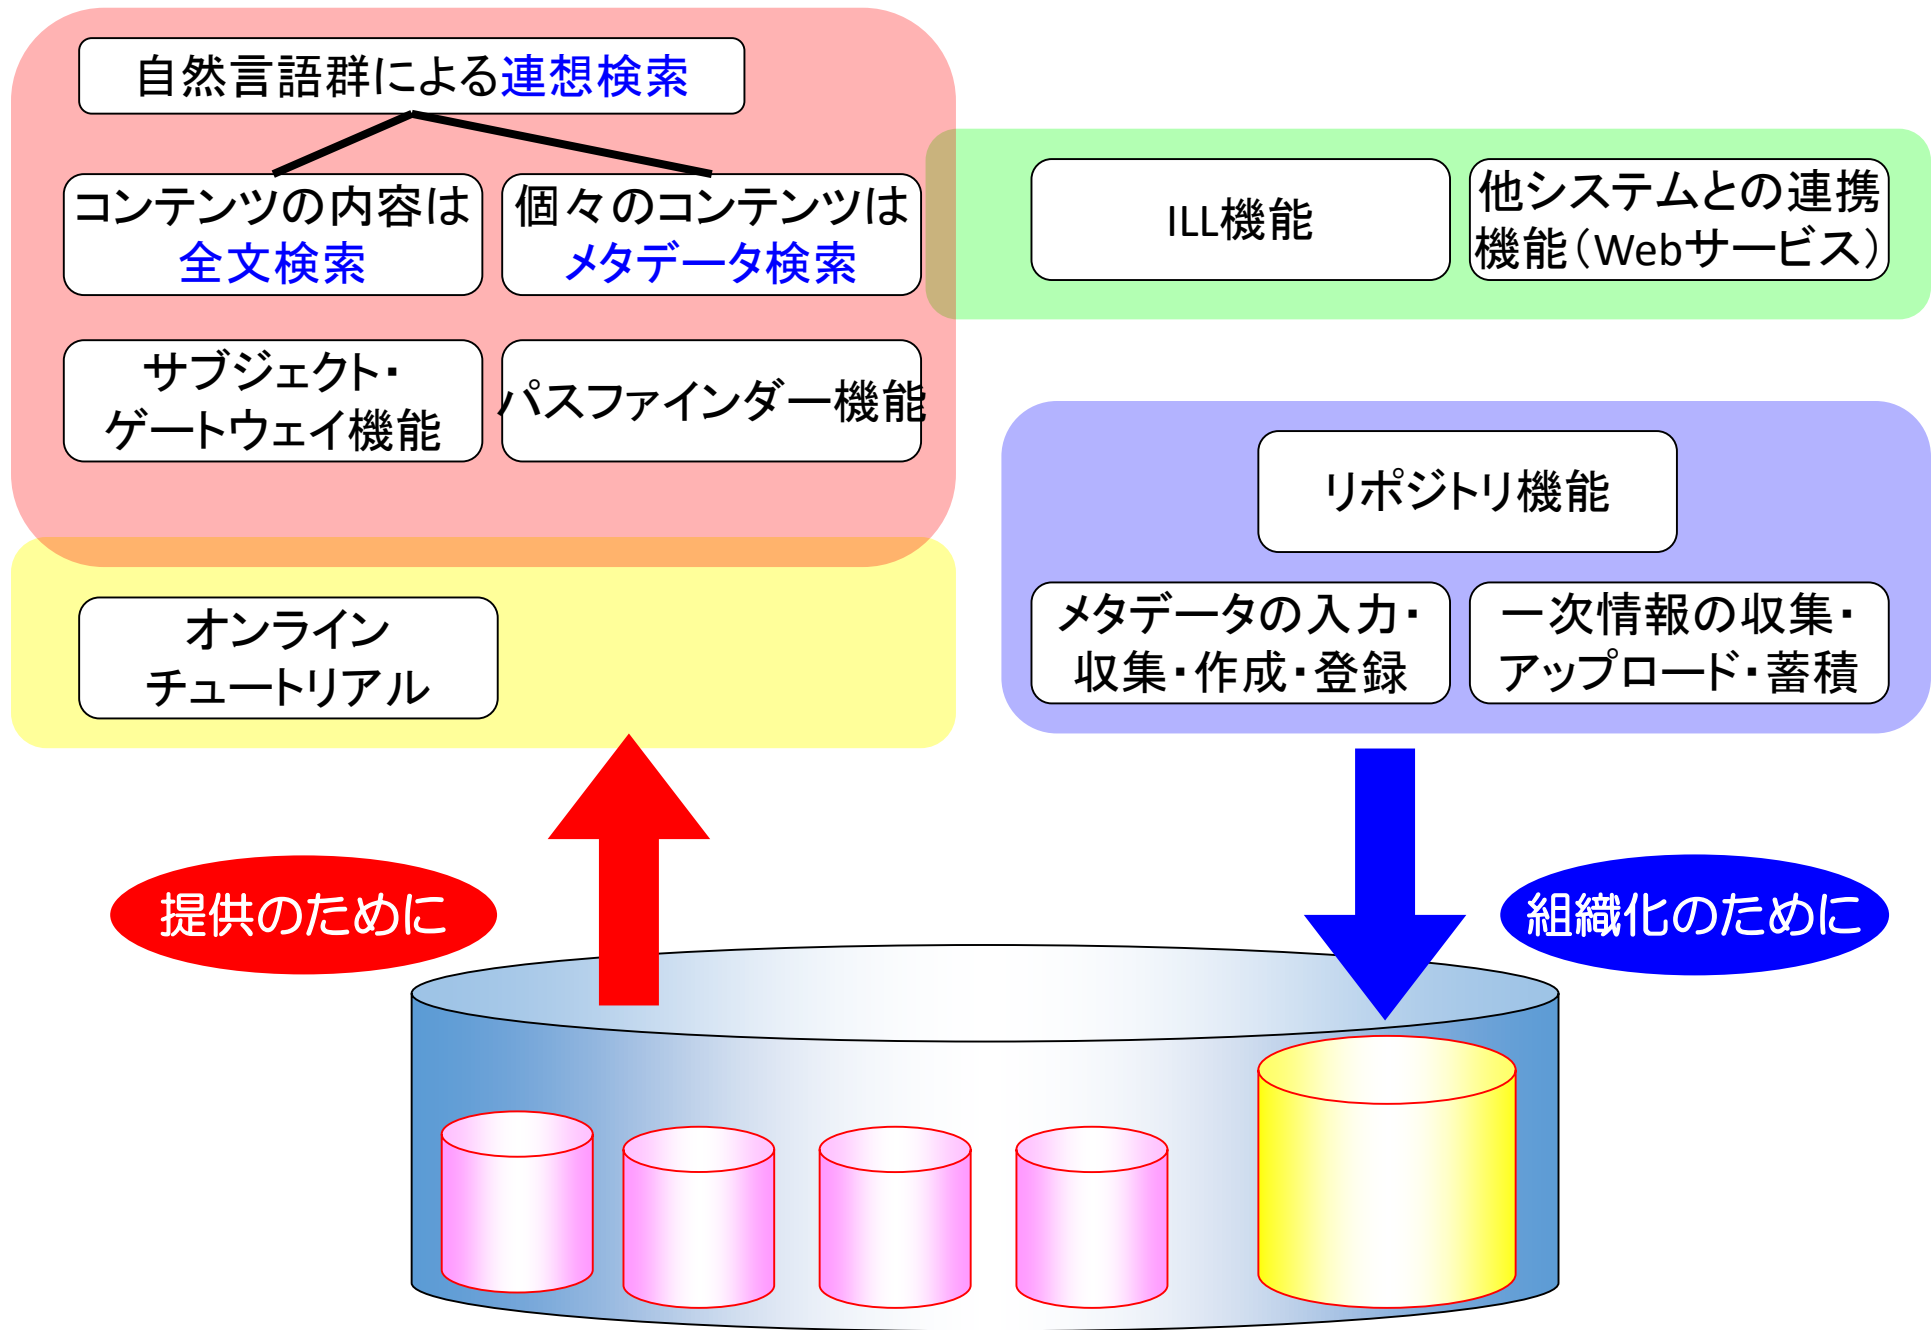 自然言語群による連想検索
コンテンツの内容は
全文検索
個々のコンテンツは
メタデータ検索
サブジェクト・
ゲートウェイ機能
パスファインダー機能
ILL機能
他システムとの連携
機能（Webサービス）
リポジトリ機能
メタデータの入力・
収集・作成・登録
一次情報の収集・
アップロード・蓄積
オンライン
チュートリアル
提供のために
組織化のために